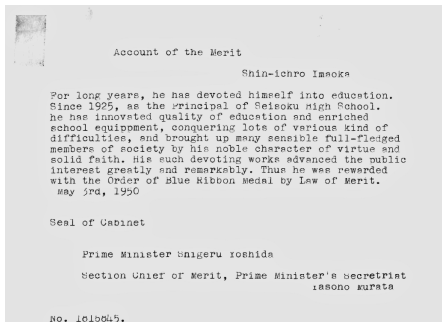 Account of the Merit
Shin-ichro Imaoka
For long years, he has devoted himself into education.
Since 1925, as the Principal of Seisoku High School.
he has innovated quality of education and enriched
school equippment, conquering lots of various kind of
difficulties, and brought up many sensible full-fledged
members of society by his noble character of virtue and
solid faith. His such devoting works advanced the public
interest greatly and remarkably. Thus he was rewarded
with the Order of Blue Ribbon Medal by Law of Merit.
May 3rd, 1950
Seal of Cabinet
Prime Minister Shigeru Yoshida
Section Chief of Merit, Prime Minister's Secretriat
Yasono Murata
No. 1816845.